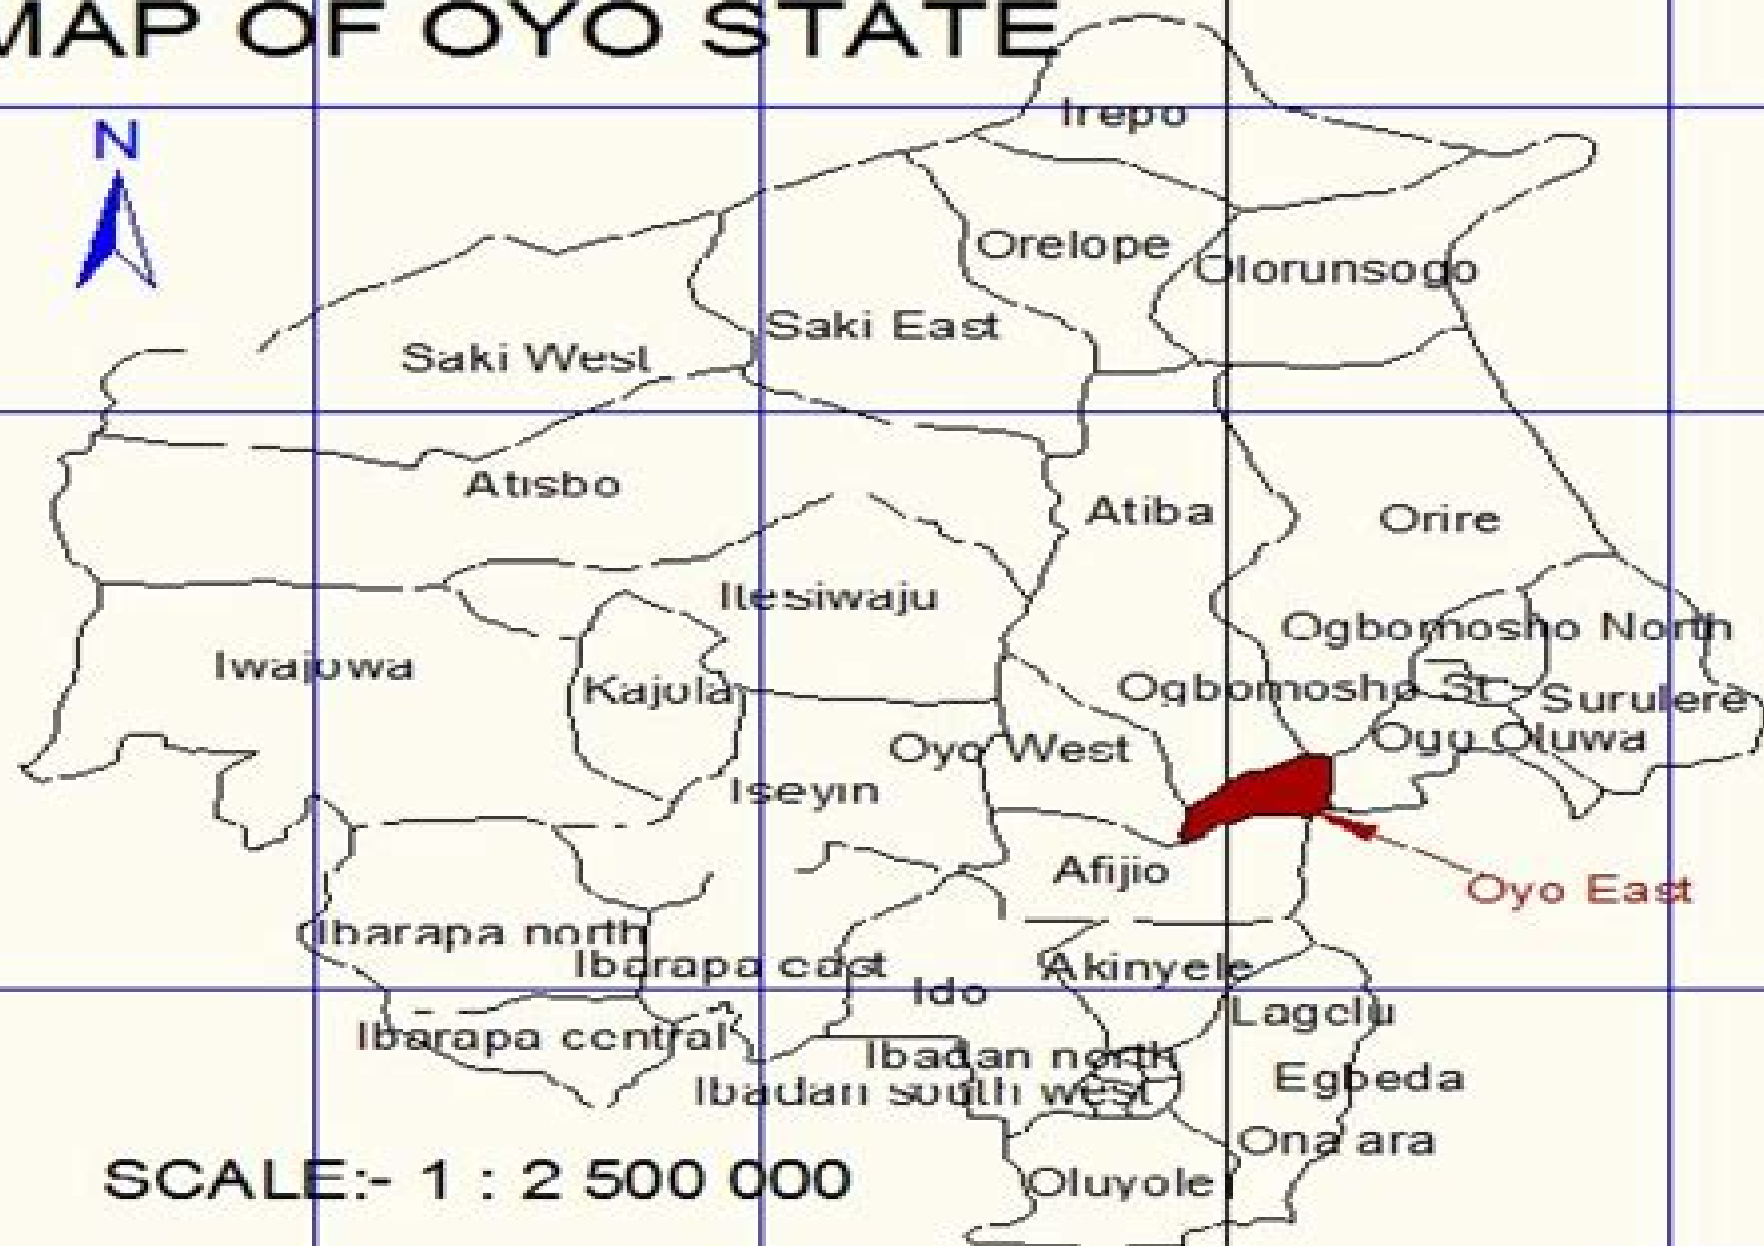 MAP OF OYO STATE
N
Irepo
Orelope
Olorunsogo
Saki East
Saki West
Atisbo
Atiba
Orire
Itesiwaju
Ogbomosho North
Iwajowa
Kajola
Ogbomosho St
Surulere
Oyo West
Ogo Oluwa
Iseyin
Afijio
Oyo East
Ibarapa north
Ibarapa east
Akinyele
Ido
Lagelu
Ibarapa central
Ibadan north
Egbeda
Ibadan south west
Ona ara
SCALE:- 1 : 2 500 000
Oluyole